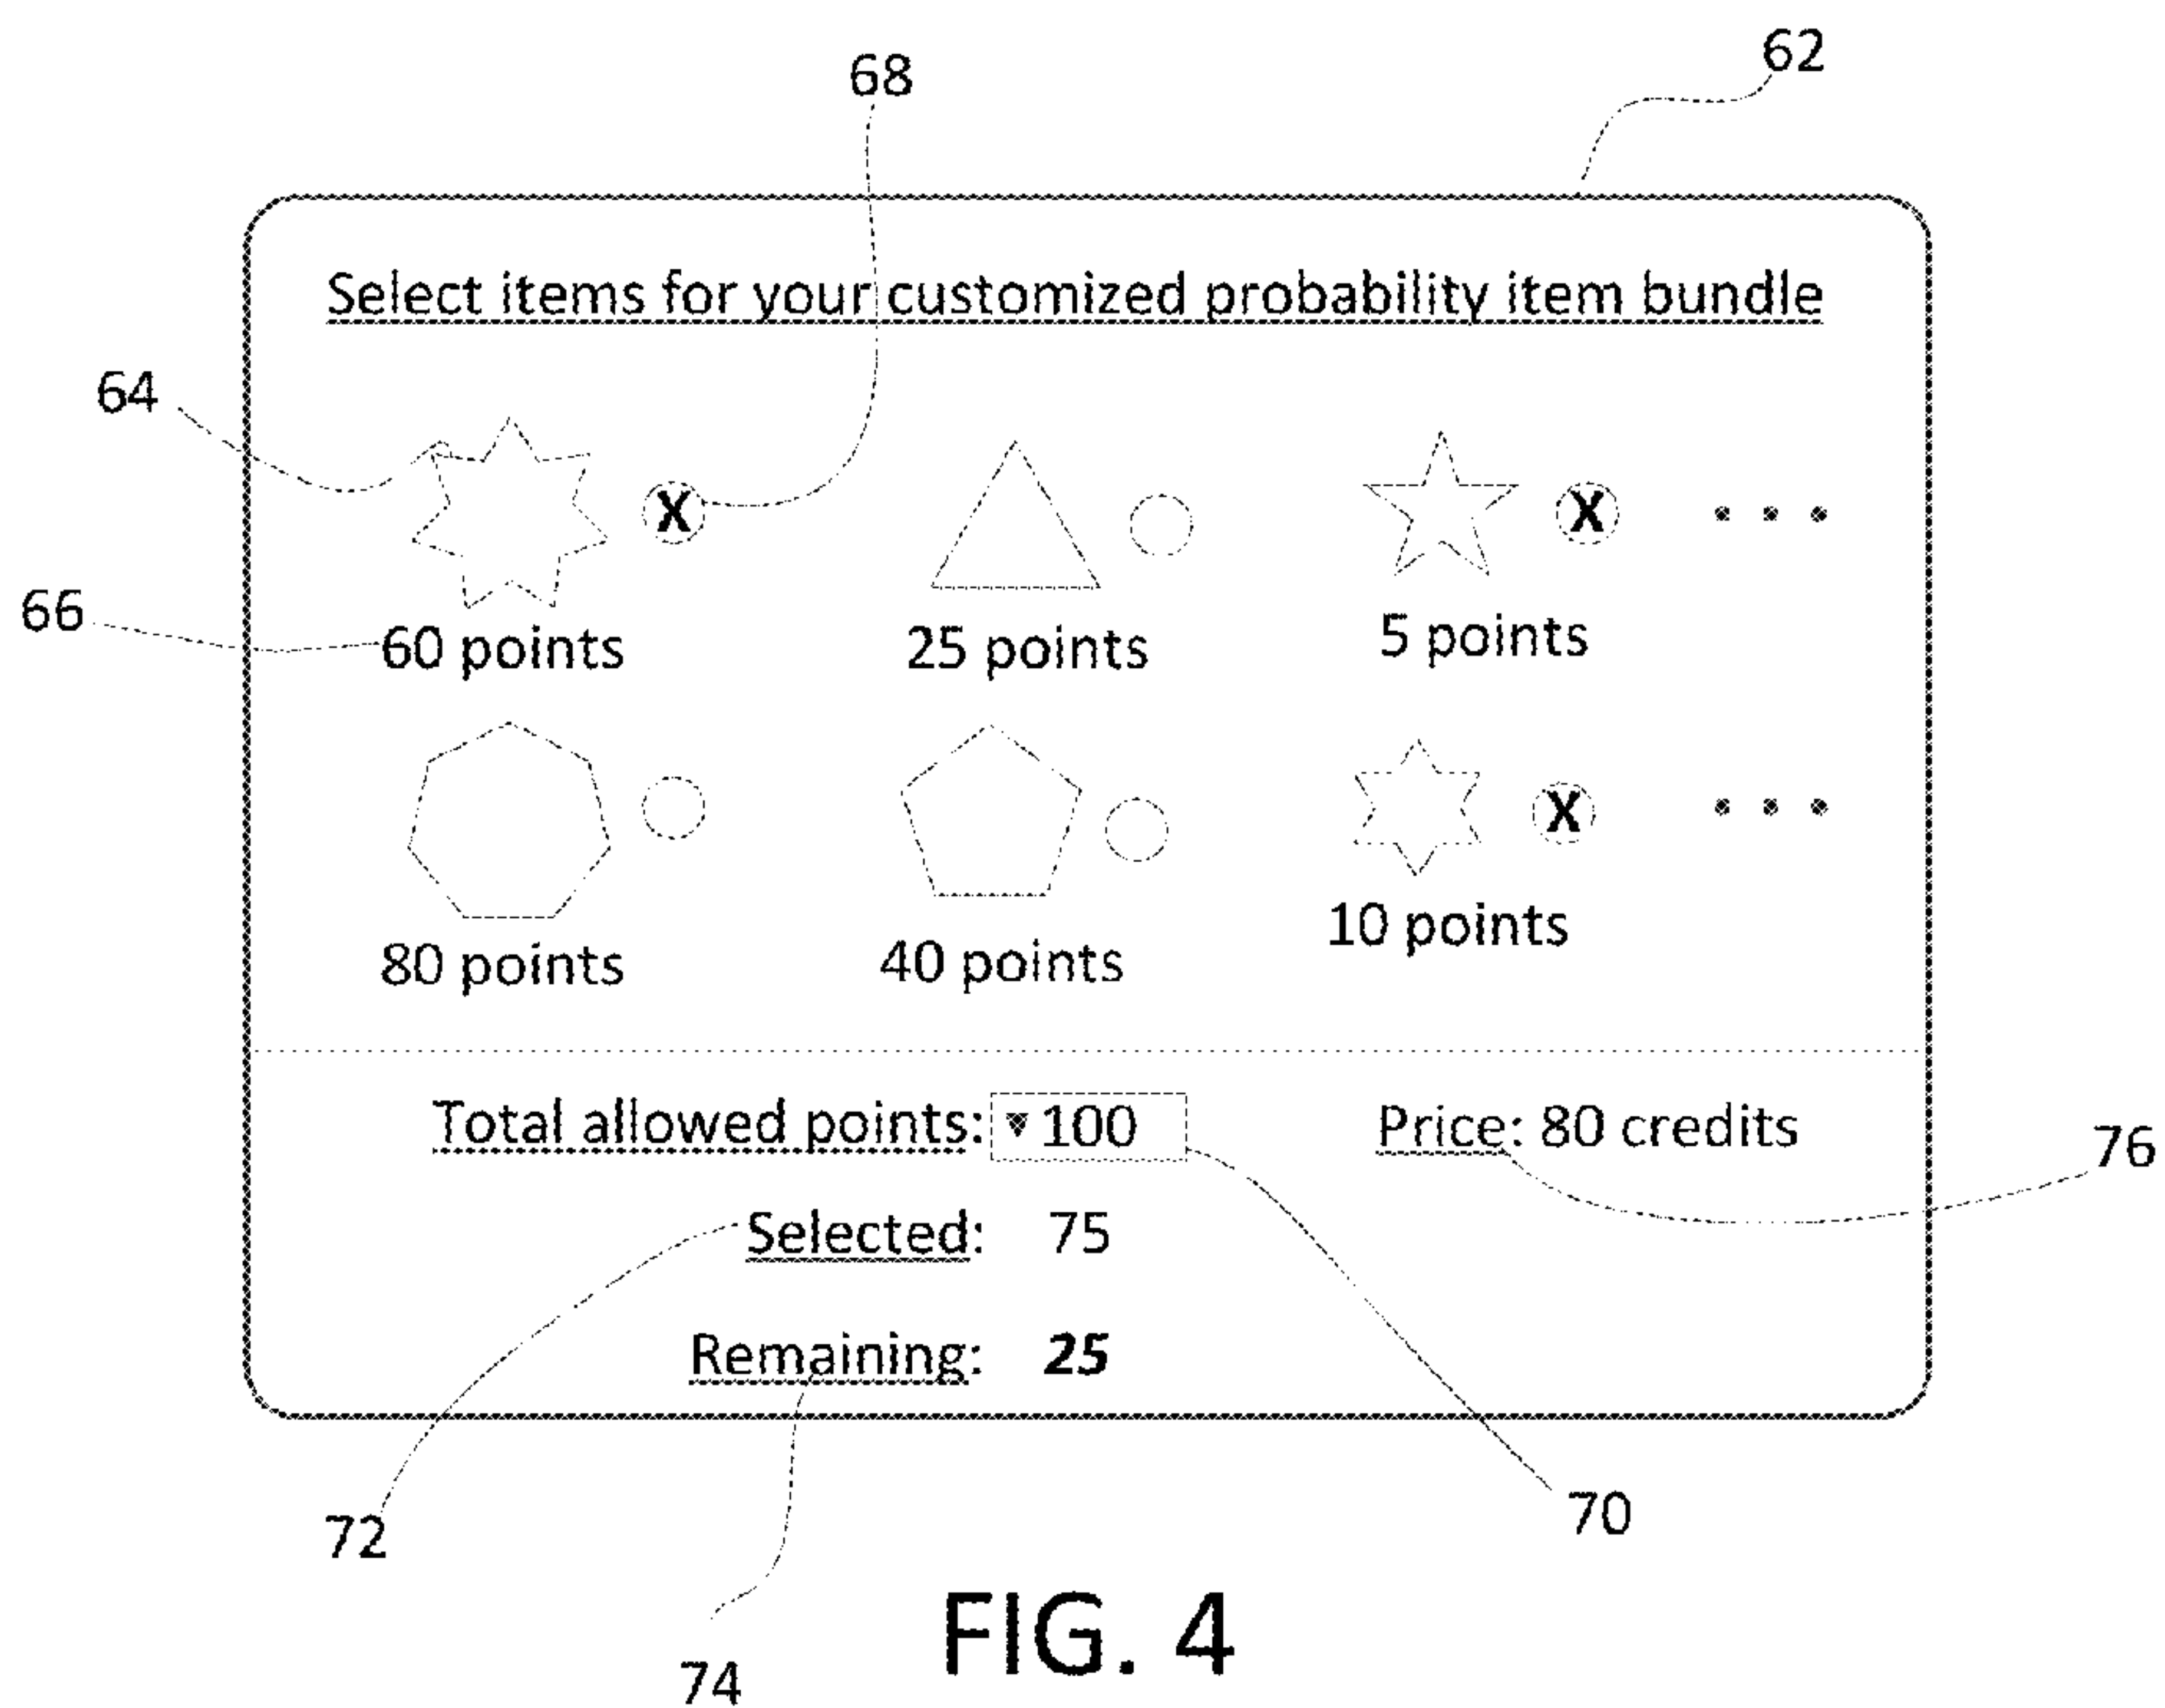 62
68
Select items for your customized probability item bundle
64
X
X
66
60 points
25 points
5 points
X
80 points
40 points
10 points
Total allowed points: ▼100
Price: 80 credits
76
Selected: 75
Remaining: 25
72
70
74
FIG. 4